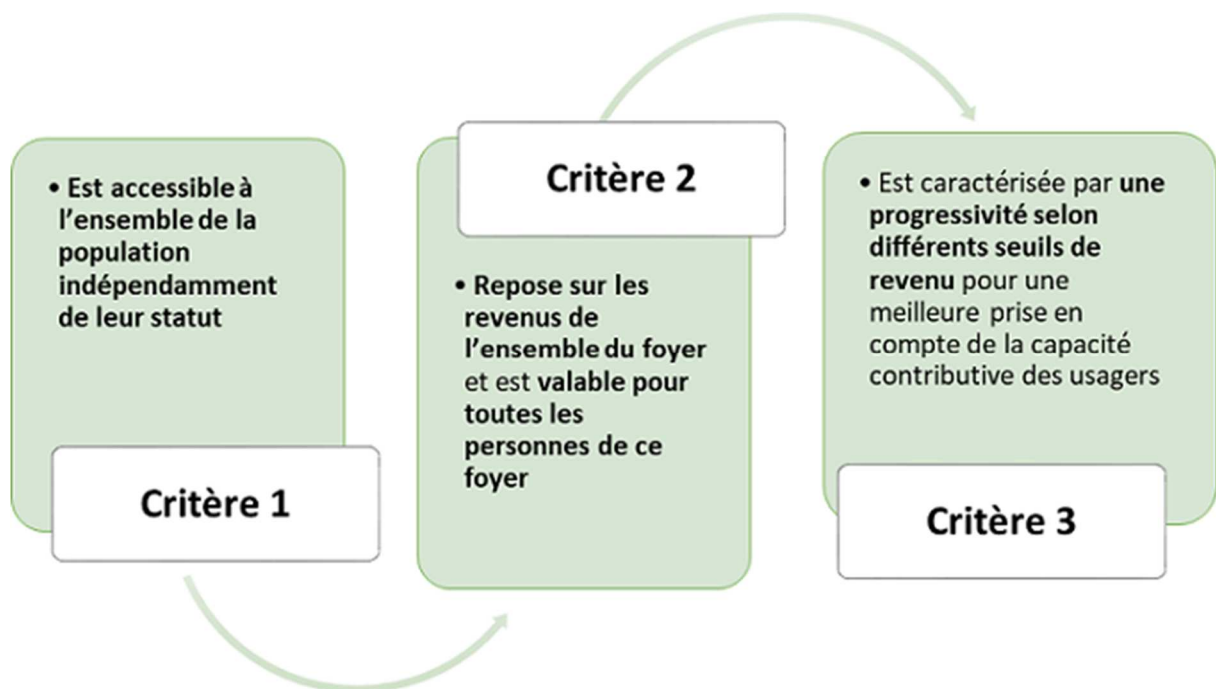 • Est accessible à
l'ensemble de la
population
indépendamment
de leur statut
Critère 1
Critère 2
• Repose sur les
revenus de
l'ensemble du foyer
et est valable pour
toutes les
personnes de ce
foyer
• Est caractérisée par une
progressivité selon
différents seuils de
revenu pour une
meilleure prise en
compte de la capacité
contributive des usagers
Critère 3